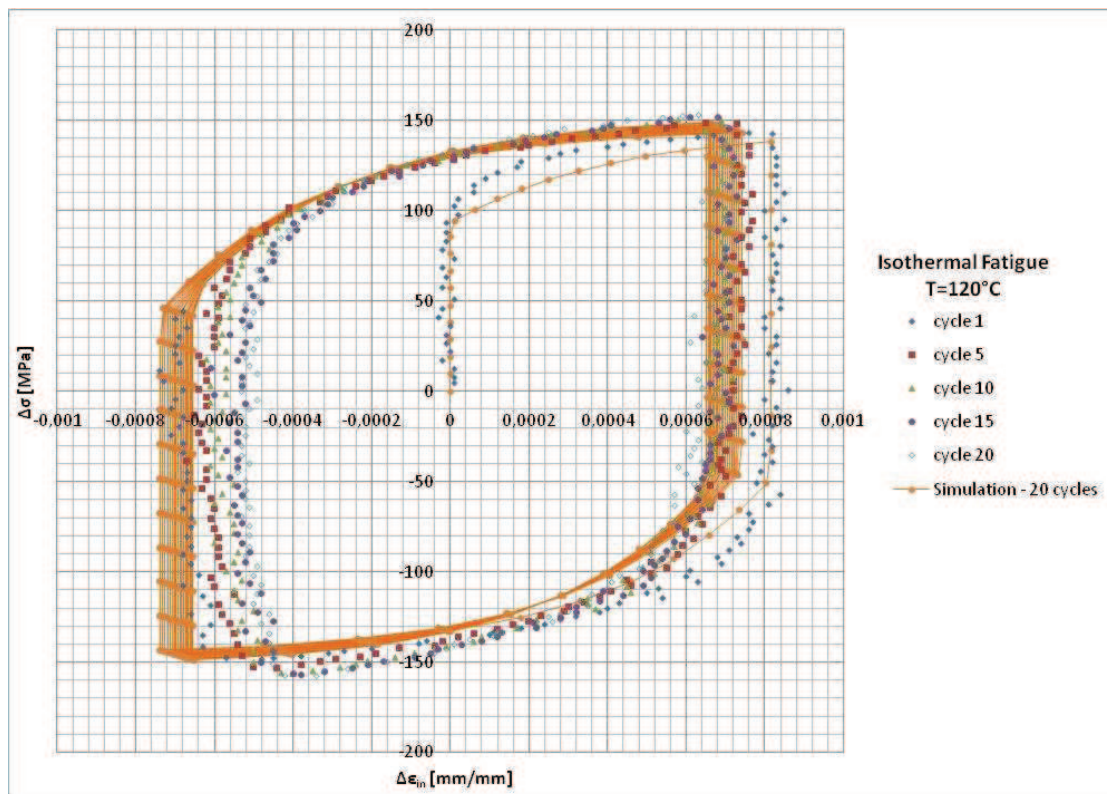 200
150
100
50
0
-0.001 -0.0008 -0.0006 -0.0004 -0.0002 0 0.0002 0.0004 0.0006 0.0008 0.001
-50
-100
-150
-200
Δσ [MPa]
Δε_in [mm/mm]
Isothermal Fatigue
T=120°C
cycle 1
cycle 5
cycle 10
cycle 15
cycle 20
Simulation - 20 cycles